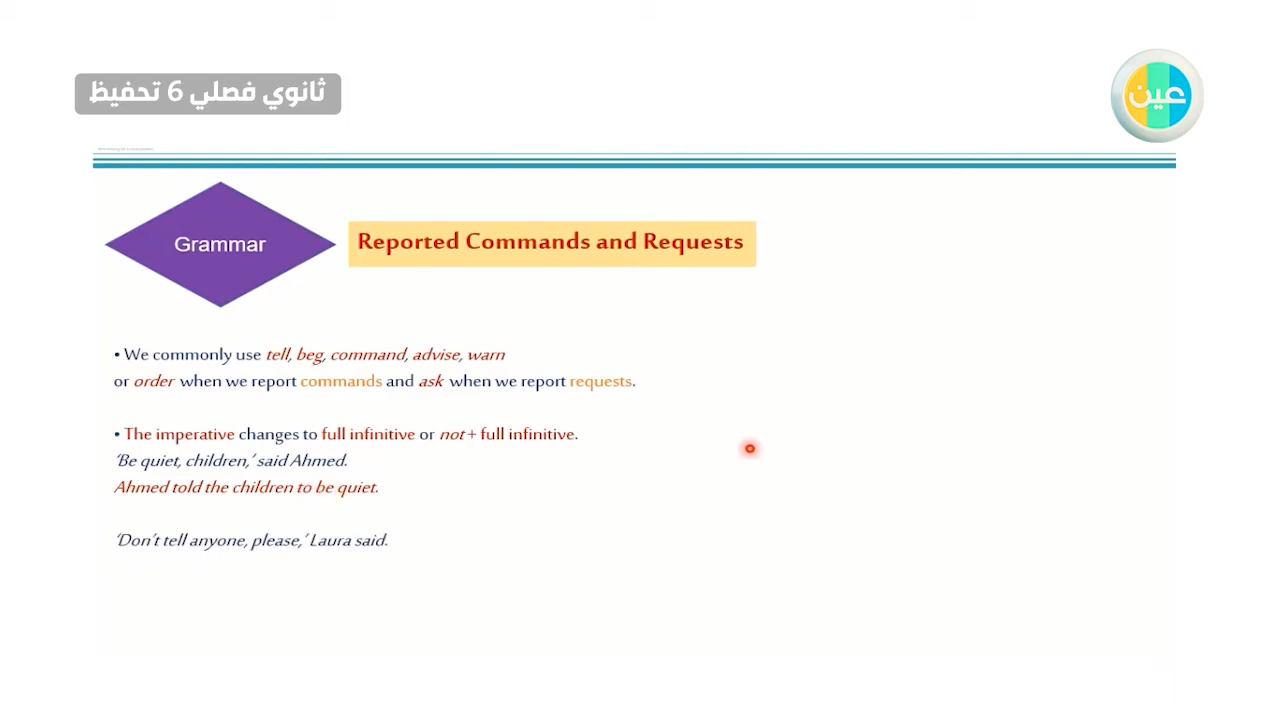 ثانوي فصلي 6 تحفيظ
عين
Grammar
Reported Commands and Requests
• We commonly use tell, beg, command, advise, warn
or order when we report commands and ask when we report requests.
• The imperative changes to full infinitive or not + full infinitive.
‘Be quiet, children,’ said Ahmed.
Ahmed told the children to be quiet.
‘Don’t tell anyone, please,’ Laura said.